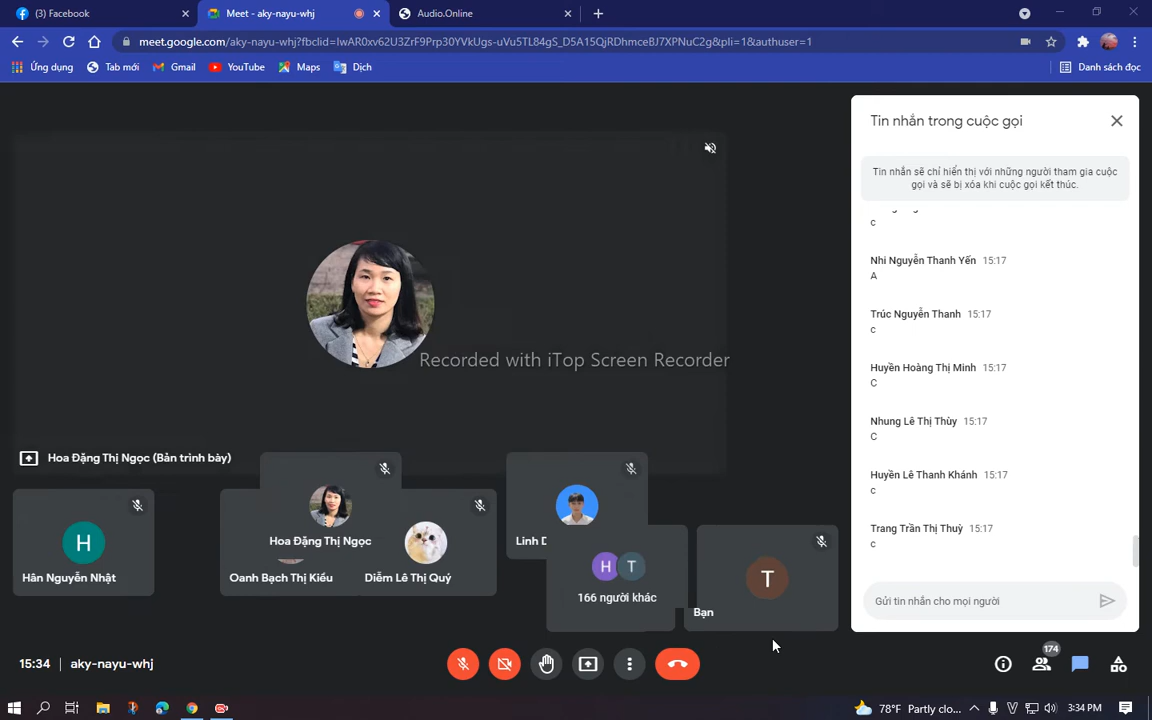 (3) Facebook
Meet - aky-nayu-whj
Audio.Online
meet.google.com/aky-nayu-whj?fbclid=IwAR0xv62U3ZrF9Prp30YVkUgs-uVu5TL84gS_D5A15QjRDhmceBJ7XPNuC2g&pli=1&authuser=1
Ứng dụng
Tab mới
Gmail
YouTube
Maps
Dịch
Danh sách đọc
Tin nhắn trong cuộc gọi
Tin nhắn sẽ chỉ hiển thị với những người tham gia cuộc
gọi và sẽ bị xóa khi cuộc gọi kết thúc.
c
Nhi Nguyễn Thanh Yến 15:17
A
Trúc Nguyễn Thanh 15:17
c
Huyền Hoàng Thị Minh 15:17
C
Nhung Lê Thị Thùy 15:17
C
Huyền Lê Thanh Khánh 15:17
c
Trang Trần Thị Thuỳ 15:17
c
Gửi tin nhắn cho mọi người
Recorded with iTop Screen Recorder
Hoa Đặng Thị Ngọc (Bản trình bày)
H
Hân Nguyễn Nhật
Hoa Đặng Thị Ngọc
Oanh Bạch Thị Kiều
Diễm Lê Thị Quý
Linh
H T
166 người khác
T
Bạn
15:34 | aky-nayu-whj
174
78°F Partly clo...
3:34 PM